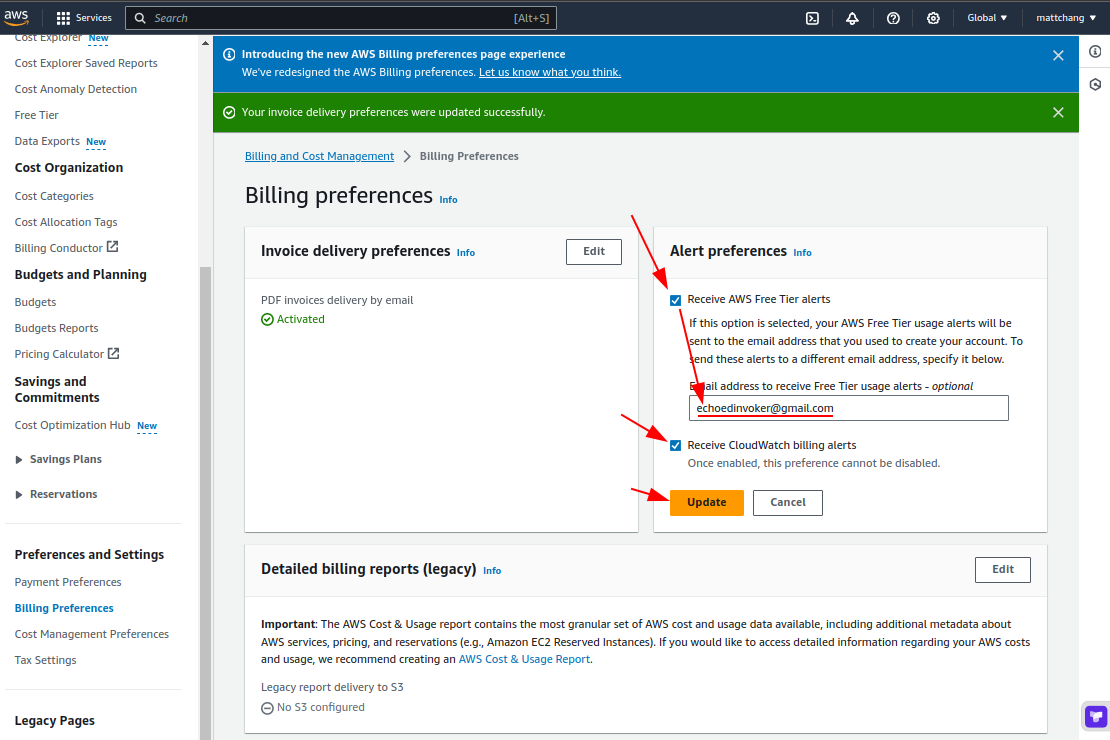 aws Services Search [Alt+S] Global mattchang
Cost Explorer New
Cost Explorer Saved Reports
Cost Anomaly Detection
Free Tier
Data Exports New
Cost Organization
Cost Categories
Cost Allocation Tags
Billing Conductor
Budgets and Planning
Budgets
Budgets Reports
Pricing Calculator
Savings and
Commitments
Cost Optimization Hub New
Savings Plans
Reservations
Preferences and Settings
Payment Preferences
Billing Preferences
Cost Management Preferences
Tax Settings
Legacy Pages
Introducing the new AWS Billing preferences page experience
We've redesigned the AWS Billing preferences. Let us know what you think.
Your invoice delivery preferences were updated successfully.
Billing and Cost Management Billing Preferences
Billing preferences Info
Invoice delivery preferences Info Edit
PDF invoices delivery by email
Activated
Alert preferences Info
Receive AWS Free Tier alerts
If this option is selected, your AWS Free Tier usage alerts will be
sent to the email address that you used to create your account. To
send these alerts to a different email address, specify it below.
Email address to receive Free Tier usage alerts - optional
echoedinvoker@gmail.com
Receive CloudWatch billing alerts
Once enabled, this preference cannot be disabled.
Update Cancel
Detailed billing reports (legacy) Info Edit
Important: The AWS Cost & Usage report contains the most granular set of AWS cost and usage data available, including additional metadata about
AWS services, pricing, and reservations (e.g., Amazon EC2 Reserved Instances). If you would like to access detailed information regarding your AWS costs
and usage, we recommend creating an AWS Cost & Usage Report.
Legacy report delivery to S3
No S3 configured